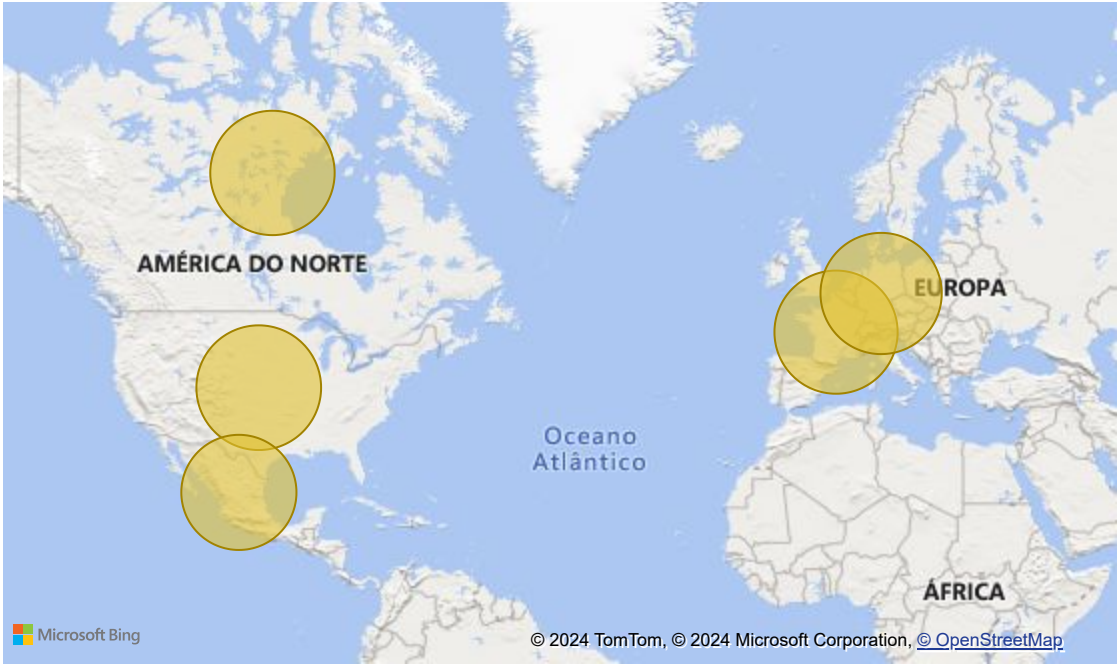 AMÉRICA DO NORTE
EUROPA
Oceano
Atlântico
ÁFRICA
Microsoft Bing
© 2024 TomTom, © 2024 Microsoft Corporation, © OpenStreetMap